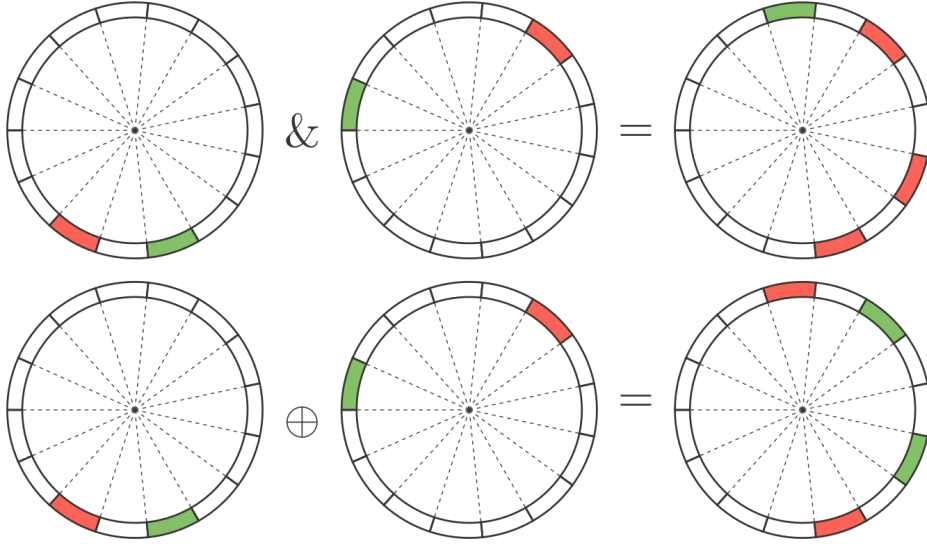 & =
⊕ =